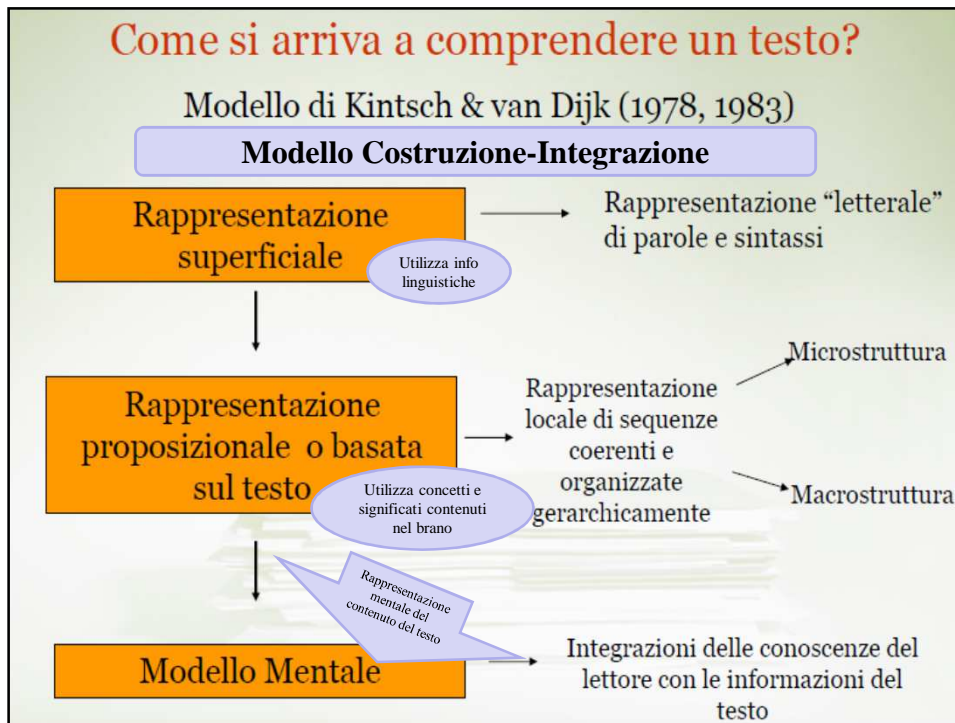 Come si arriva a comprendere un testo?
Modello di Kintsch & van Dijk (1978, 1983)
Modello Costruzione-Integrazione
Rappresentazione
superficiale
Utilizza info
linguistiche
Rappresentazione "letterale"
di parole e sintassi
Rappresentazione
proposizionale o basata
sul testo
Utilizza concetti e
significati contenuti
nel brano
Rappresentazione
locale di sequenze
coerenti e
organizzate
gerarchicamente
Microstruttura
Macrostruttura
Rappresentazione
mentale del
contenuto del testo
Modello Mentale
Integrazioni delle conoscenze del
lettore con le informazioni del
testo